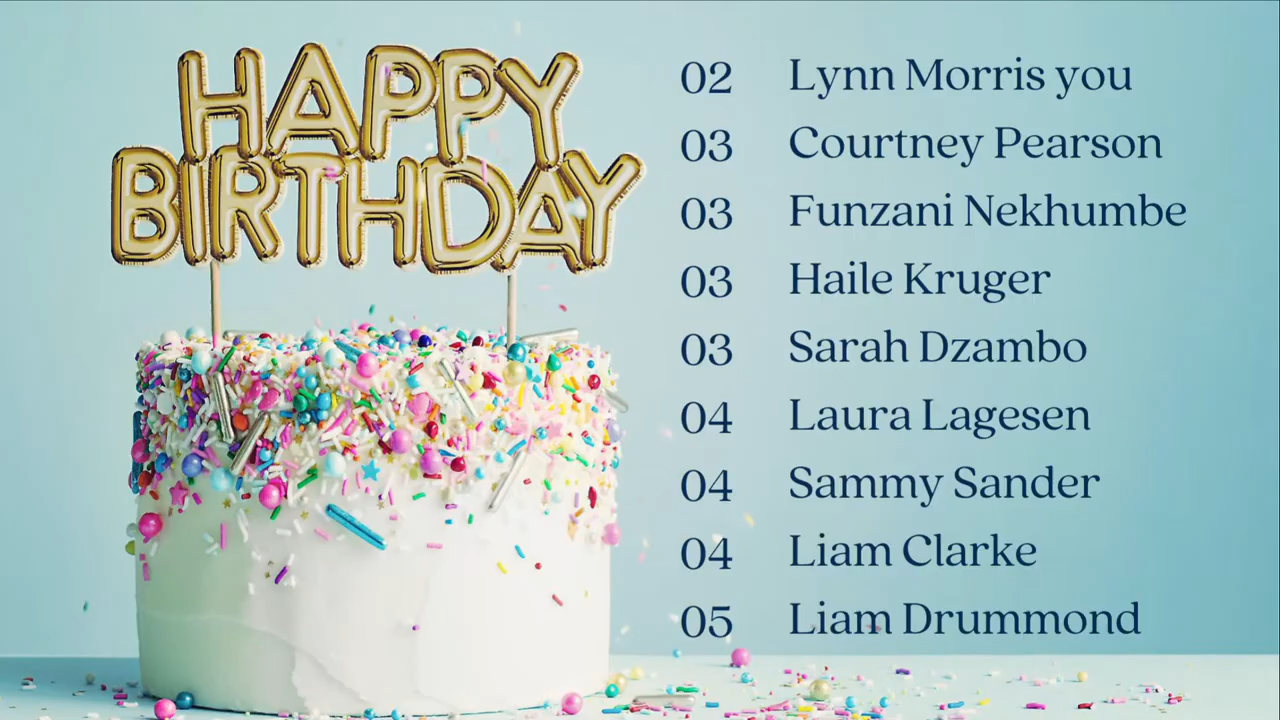 HAPPY
BIRTHDAY
02 Lynn Morris you
03 Courtney Pearson
03 Funzani Nekhumbe
03 Haile Kruger
03 Sarah Dzambo
04 Laura Lagesen
04 Sammy Sander
04 Liam Clarke
05 Liam Drummond